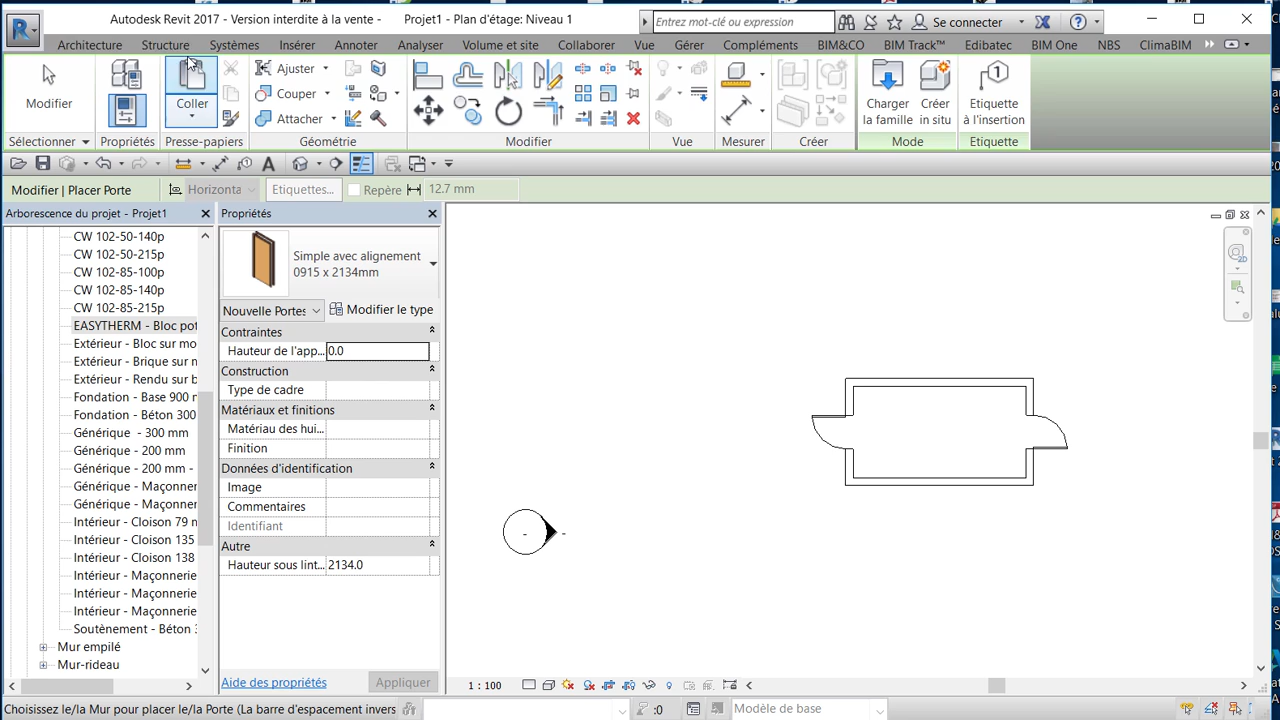 Autodesk Revit 2017 - Version interdite à la vente - Projet1 - Plan d'étage: Niveau 1
Entrez mot-clé ou expression
Se connecter
Architecture Structure Systèmes Insérer Annoter Analyser Volume et site Collaborer Vue Gérer Compléments BIM&CO BIM Track™ Edibatec BIM One NBS ClimaBIM
Modifier
Coller
Ajuster
Couper
Attacher
Charger
la famille
Créer
in situ
Etiquette
à l'insertion
Sélectionner Propriétés Presse-papiers Géométrie Modifier Vue Mesurer Créer Mode Etiquette
Modifier | Placer Porte Horizonta Etiquettes... Repère 12.7 mm
Arborescence du projet - Projet1
CW 102-50-140p
CW 102-50-215p
CW 102-85-100p
CW 102-85-140p
CW 102-85-215p
EASYTHERM - Bloc pot
Extérieur - Bloc sur mo
Extérieur - Brique sur m
Extérieur - Rendu sur b
Fondation - Base 900 m
Fondation - Béton 300
Générique - 300 mm
Générique - 200 mm
Générique - 200 mm -
Générique - Maçonner
Générique - Maçonner
Intérieur - Cloison 79 n
Intérieur - Cloison 135
Intérieur - Cloison 138
Intérieur - Maçonnerie
Intérieur - Maçonnerie
Intérieur - Maçonnerie
Soutènement - Béton 3
Mur empilé
Mur-rideau
Propriétés
Simple avec alignement
0915 x 2134mm
Nouvelle Portes
Modifier le type
Contraintes
Hauteur de l'app... 0.0
Construction
Type de cadre
Matériaux et finitions
Matériau des hui...
Finition
Données d'identification
Image
Commentaires
Identifiant
Autre
Hauteur sous lint... 2134.0
Aide des propriétés
Appliquer
2D
1 : 100
Choisissez le/la Mur pour placer le/la Porte (La barre d'espacement invers
:0
Modèle de base